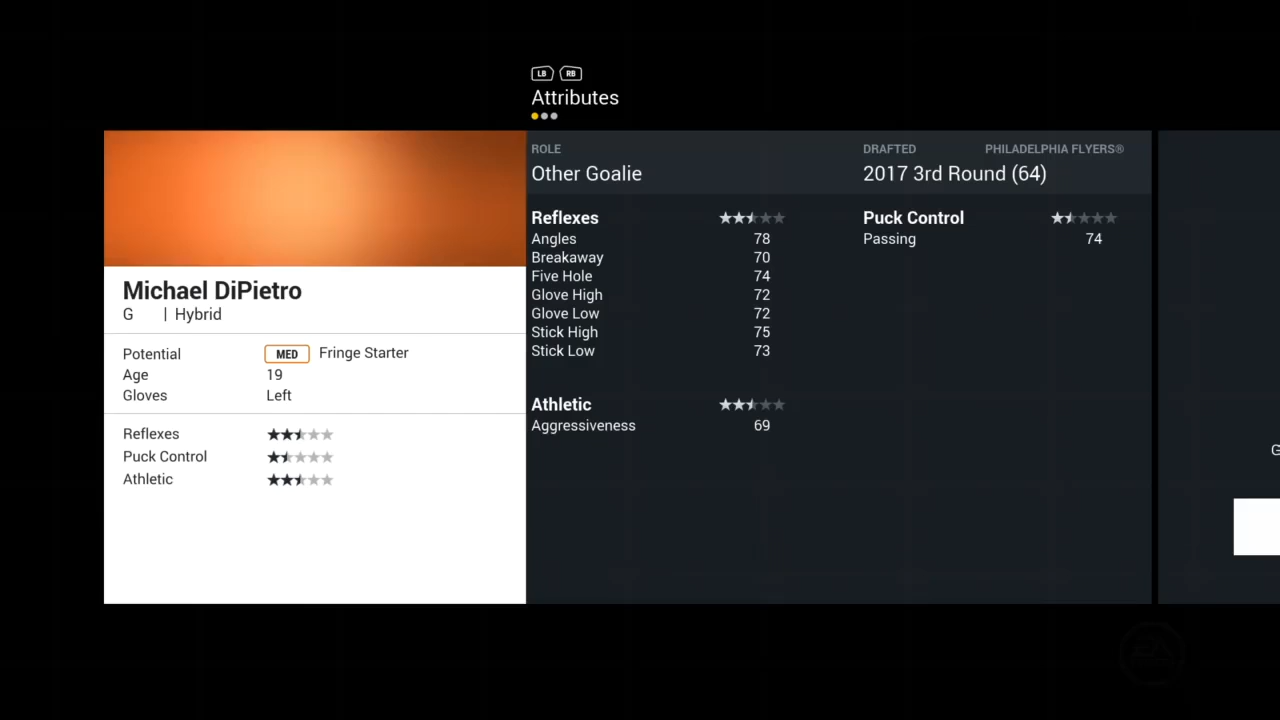 LB RB
Attributes
ROLE DRAFTED PHILADELPHIA FLYERS®
Other Goalie 2017 3rd Round (64)
Michael DiPietro
G | Hybrid
Potential MED Fringe Starter
Age 19
Gloves Left
Reflexes
Puck Control
Athletic
Reflexes
Angles 78
Breakaway 70
Five Hole 74
Glove High 72
Glove Low 72
Stick High 75
Stick Low 73
Athletic
Aggressiveness 69
Puck Control
Passing 74
G
EA